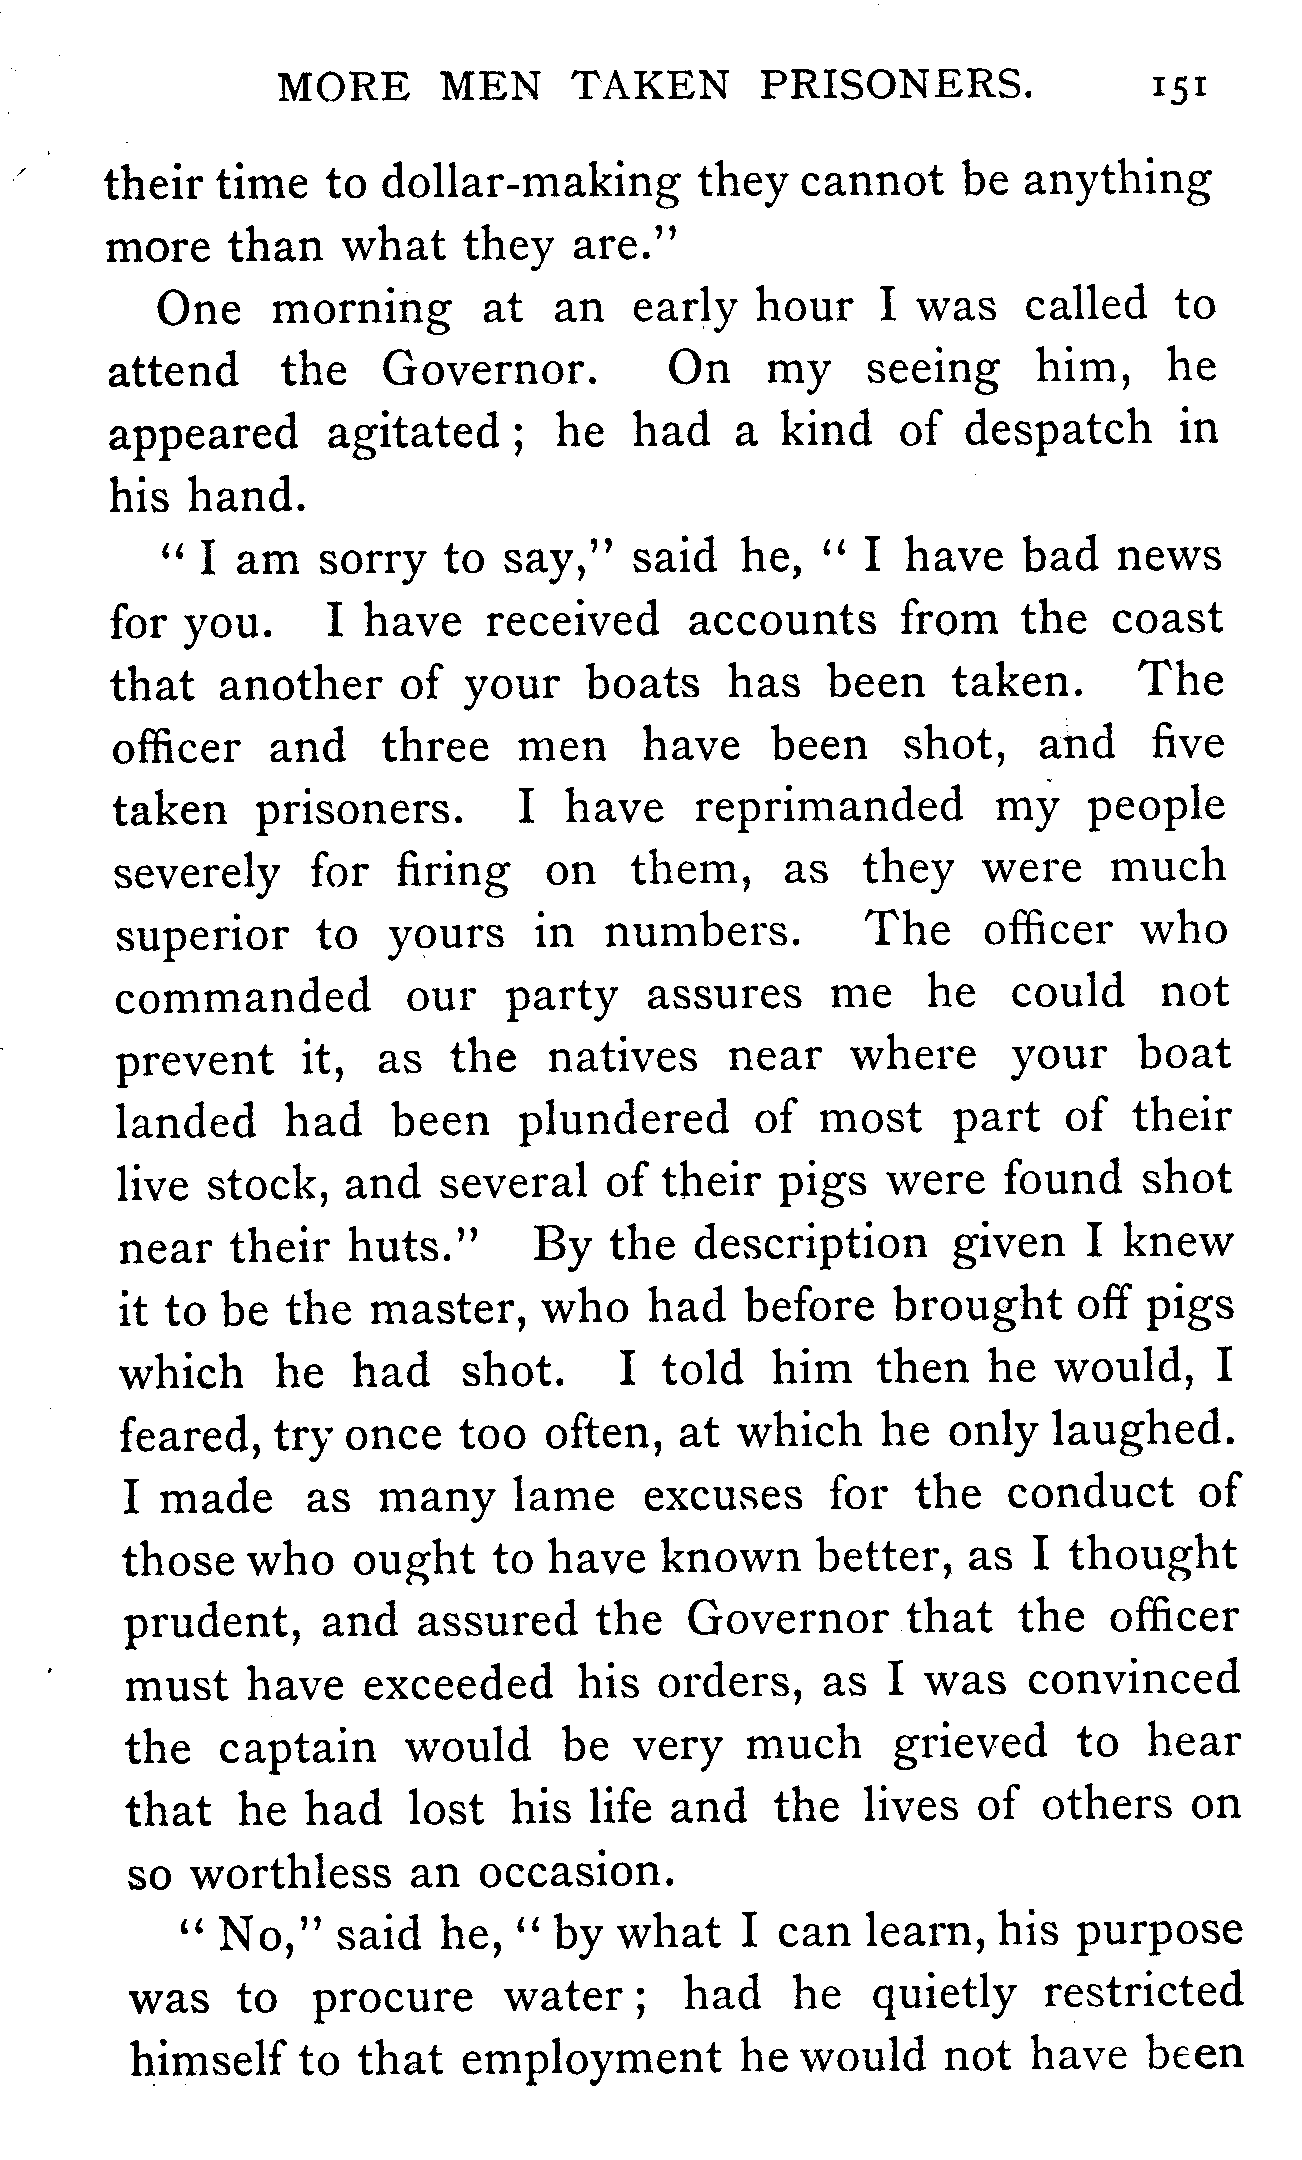 MORE MEN TAKEN PRISONERS. 151
their time to dollar-making they cannot be anything
more than what they are."
One morning at an early hour I was called to
attend the Governor. On my seeing him, he
appeared agitated; he had a kind of despatch in
his hand.
"I am sorry to say," said he, "I have bad news
for you. I have received accounts from the coast
that another of your boats has been taken. The
officer and three men have been shot, and five
taken prisoners. I have reprimanded my people
severely for firing on them, as they were much
superior to yours in numbers. The officer who
commanded our party assures me he could not
prevent it, as the natives near where your boat
landed had been plundered of most part of their
live stock, and several of their pigs were found shot
near their huts." By the description given I knew
it to be the master, who had before brought off pigs
which he had shot. I told him then he would, I
feared, try once too often, at which he only laughed.
I made as many lame excuses for the conduct of
those who ought to have known better, as I thought
prudent, and assured the Governor that the officer
must have exceeded his orders, as I was convinced
the captain would be very much grieved to hear
that he had lost his life and the lives of others on
so worthless an occasion.
"No," said he, "by what I can learn, his purpose
was to procure water; had he quietly restricted
himself to that employment he would not have been